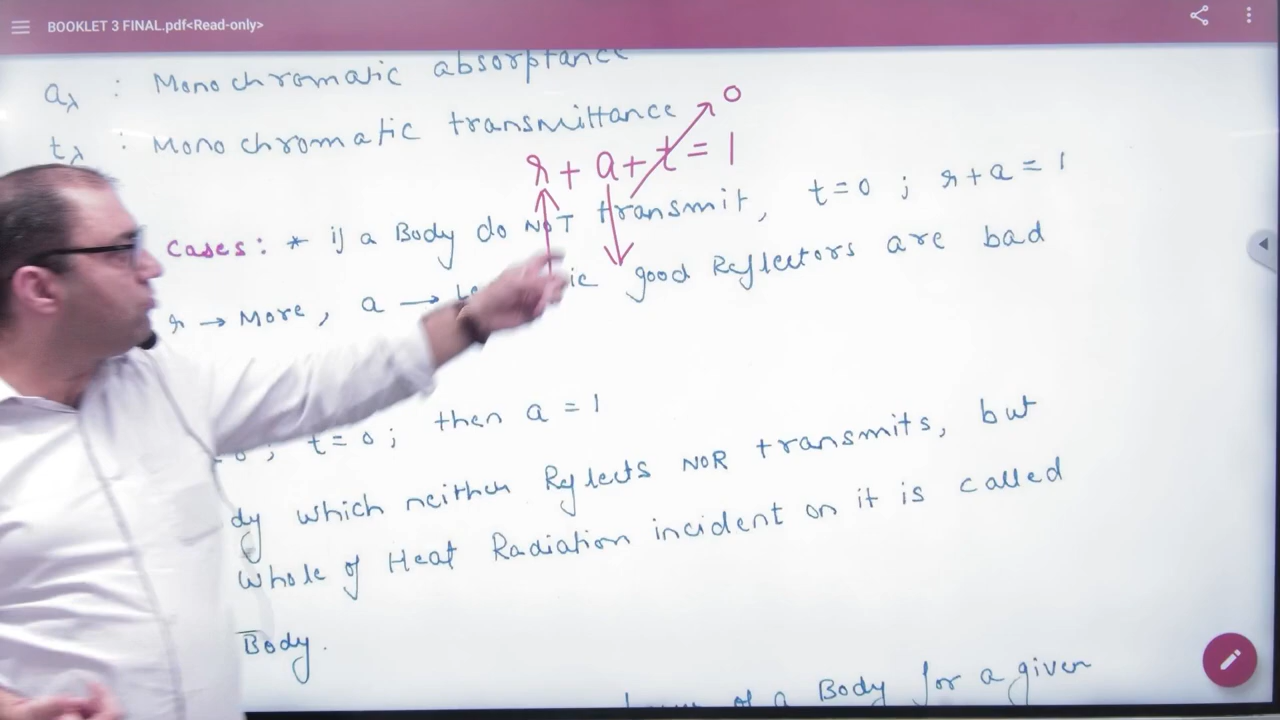 BOOKLET 3 FINAL.pdf<Read-only>
aλ : Monochromatic absorptance
tλ : Monochromatic transmittance
0
r + a + t = 1
Cases: * if a Body do NOT transmit, t = 0 ; r + a = 1
r → More, a → ie good Reflectors are bad
t = 0 ; then a = 1
dy which neither Reflects NOR transmits, but
whole of Heat Radiation incident on it is called
Body.
of a Body for a given